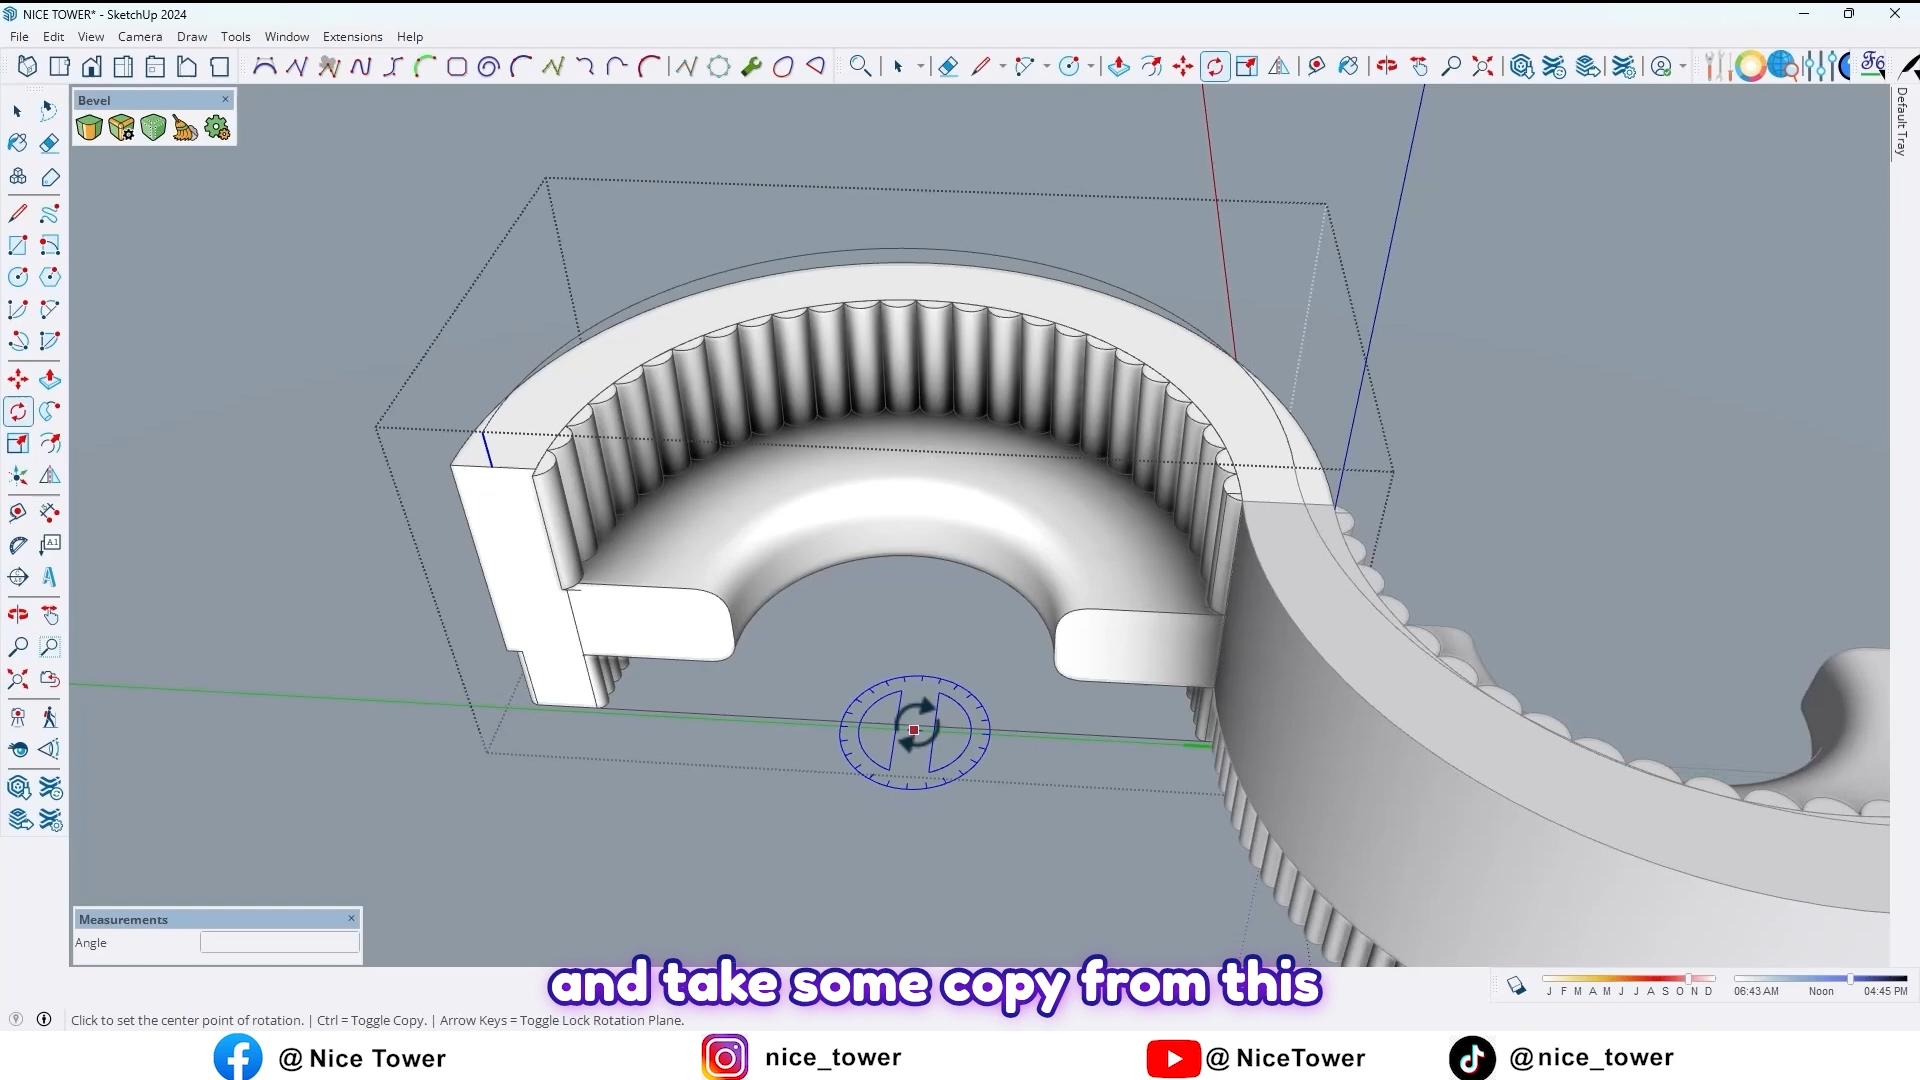 NICE TOWER* - SketchUp 2024
File Edit View Camera Draw Tools Window Extensions Help
Bevel
Default Tray
A1
Measurements
Angle
and take some copy from this
J F M A M J J A S O N D
06:43 AM Noon 04:45 PM
Click to set the center point of rotation. | Ctrl = Toggle Copy. | Arrow Keys = Toggle Lock Rotation Plane.
@ Nice Tower
nice_tower
@ NiceTower
@nice_tower